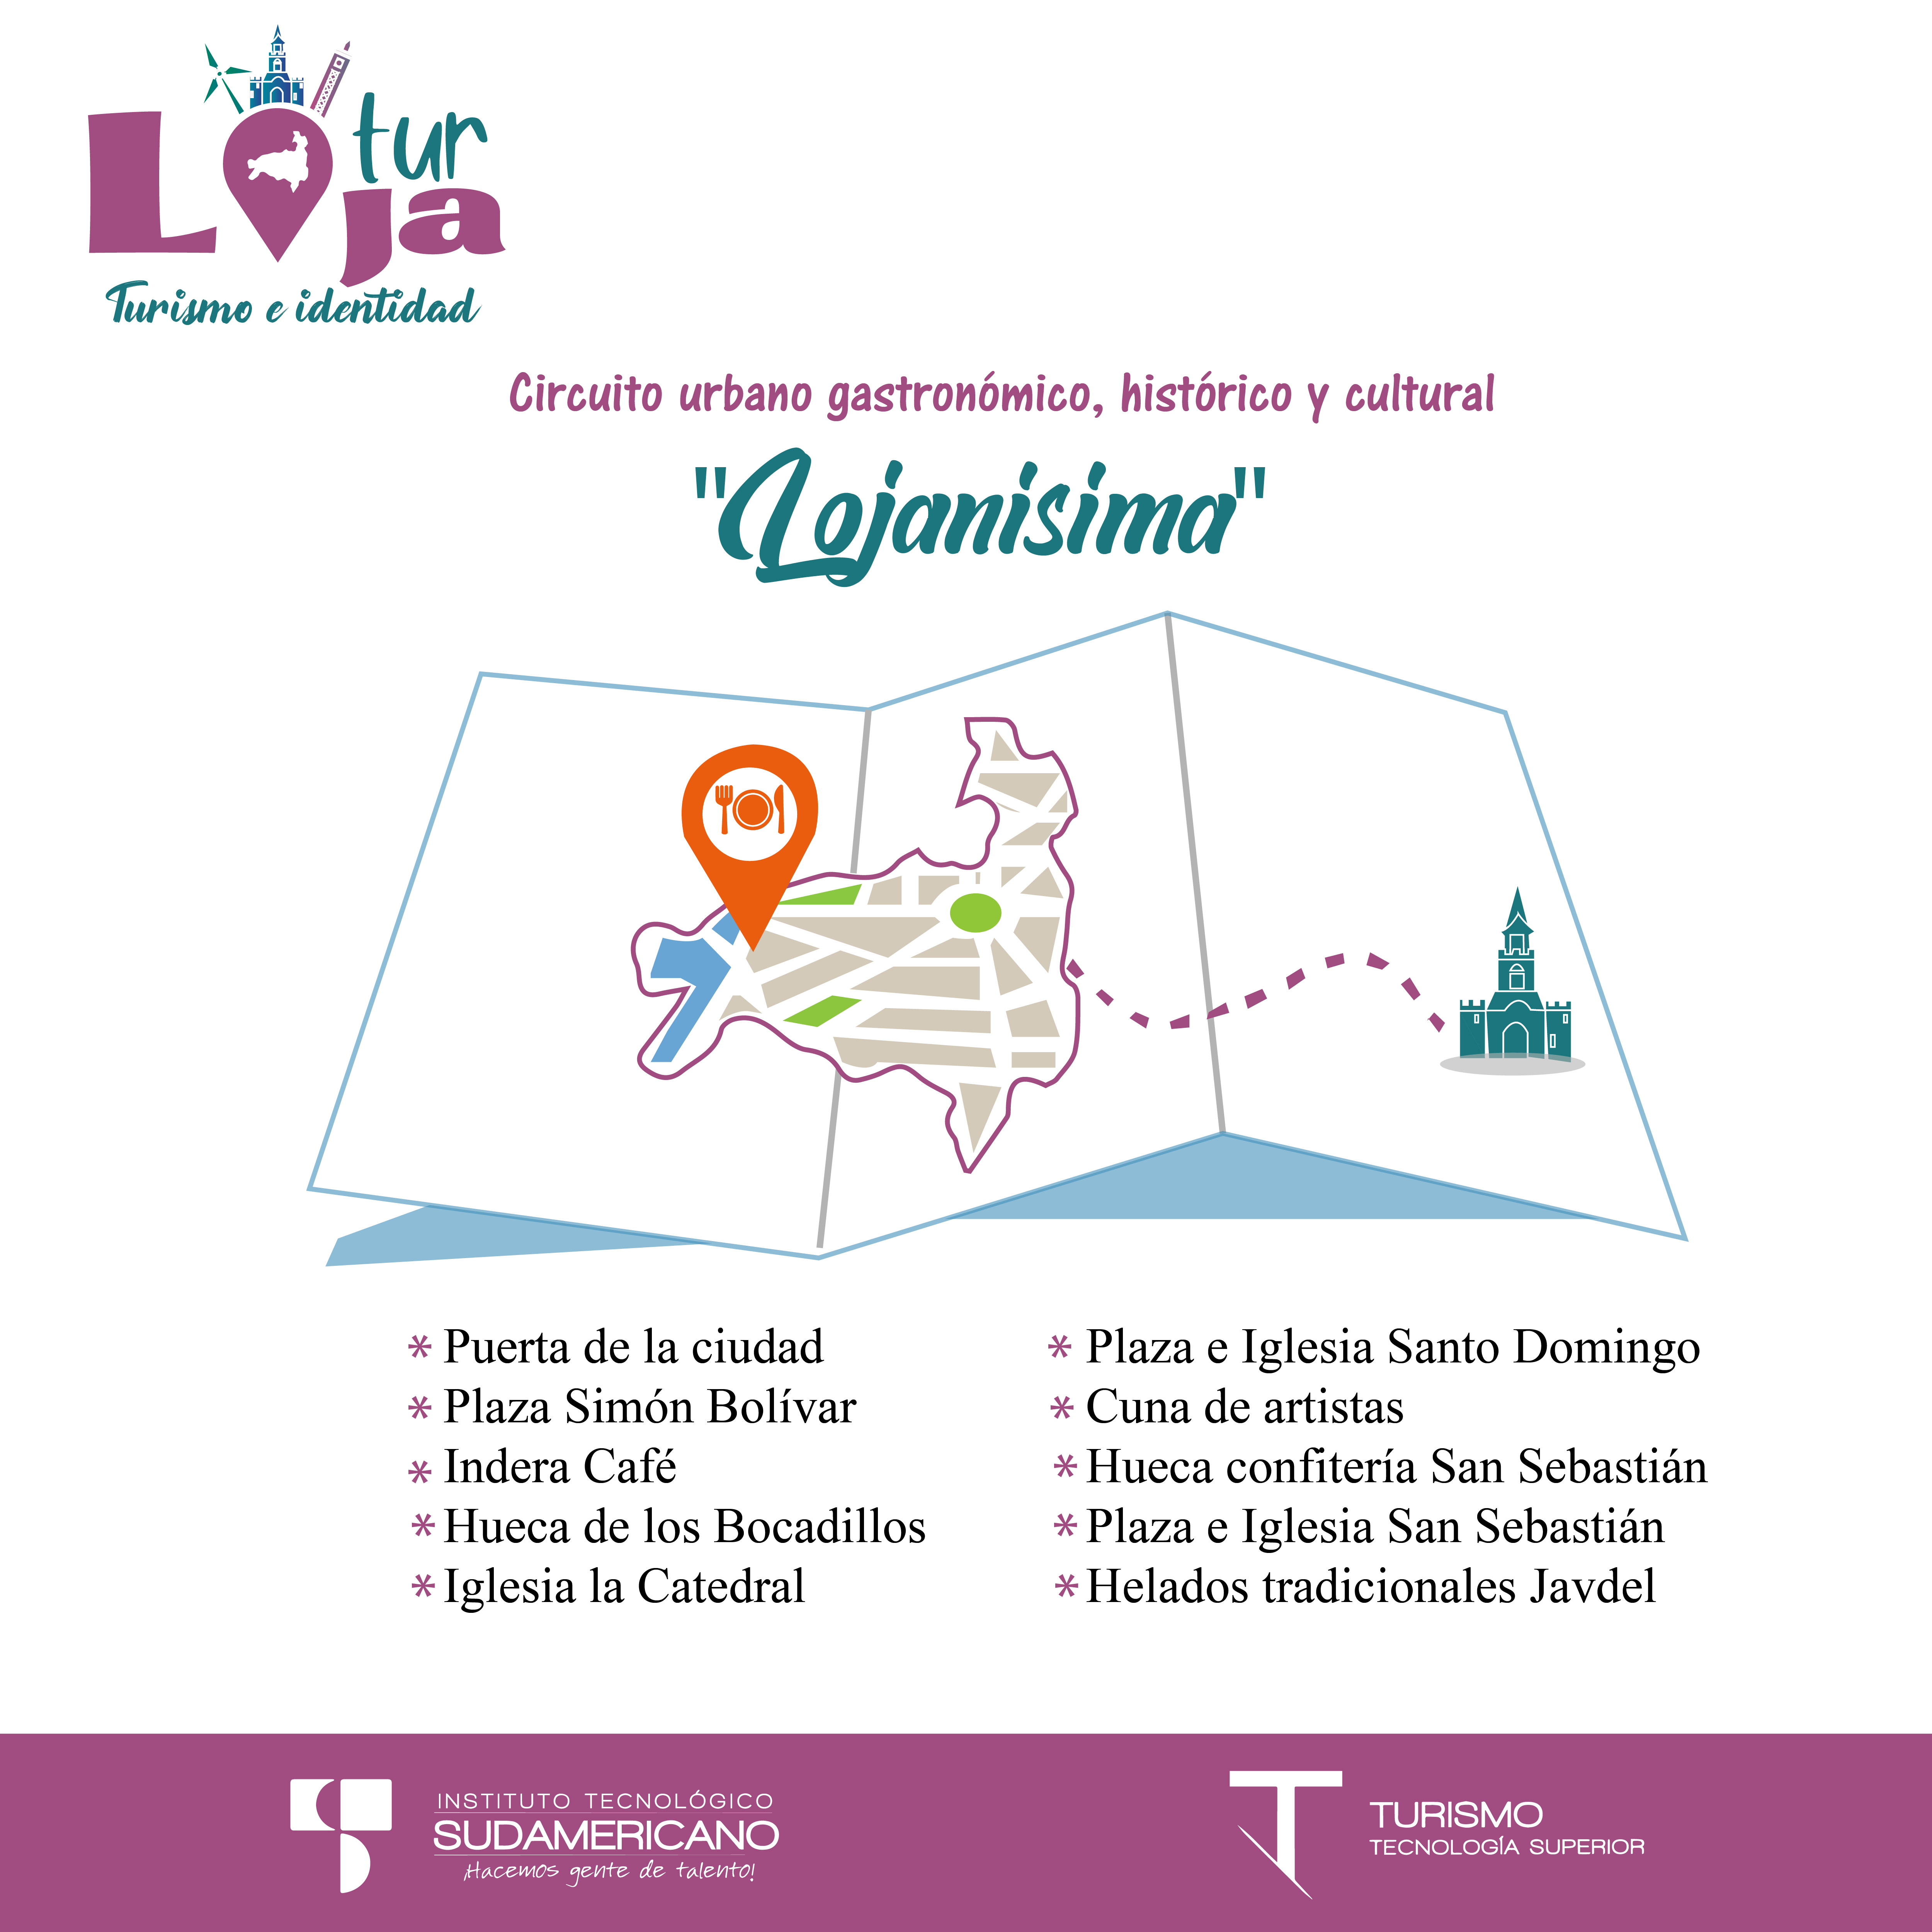 Loja tur
Turismo e identidad
Circuito urbano gastronómico, histórico y cultural
"Lojanisima"
* Puerta de la ciudad
* Plaza Simón Bolívar
* Indera Café
* Hueca de los Bocadillos
* Iglesia la Catedral
* Plaza e Iglesia Santo Domingo
* Cuna de artistas
* Hueca confitería San Sebastián
* Plaza e Iglesia San Sebastián
* Helados tradicionales Javdel
INSTITUTO TECNOLÓGICO
SUDAMERICANO
¡Hacemos gente de talento!
TURISMO
TECNOLOGÍA SUPERIOR